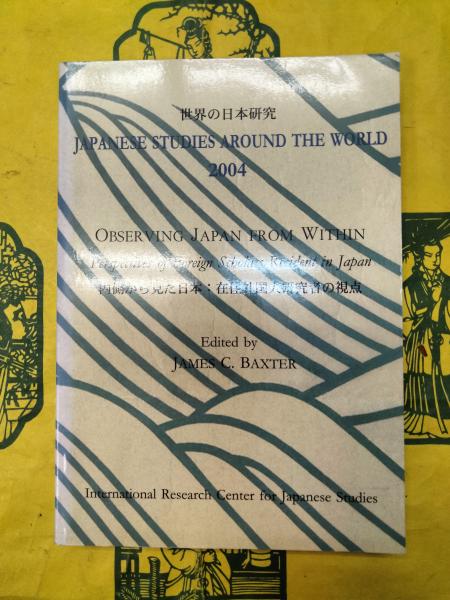 世界の日本研究
JAPANESE STUDIES AROUND THE WORLD
2004
OBSERVING JAPAN FROM WITHIN
Perspectives of Foreign Scholars Resident in Japan
内側から見た日本：在住外国人研究者の視点
Edited by
JAMES C. BAXTER
International Research Center for Japanese Studies